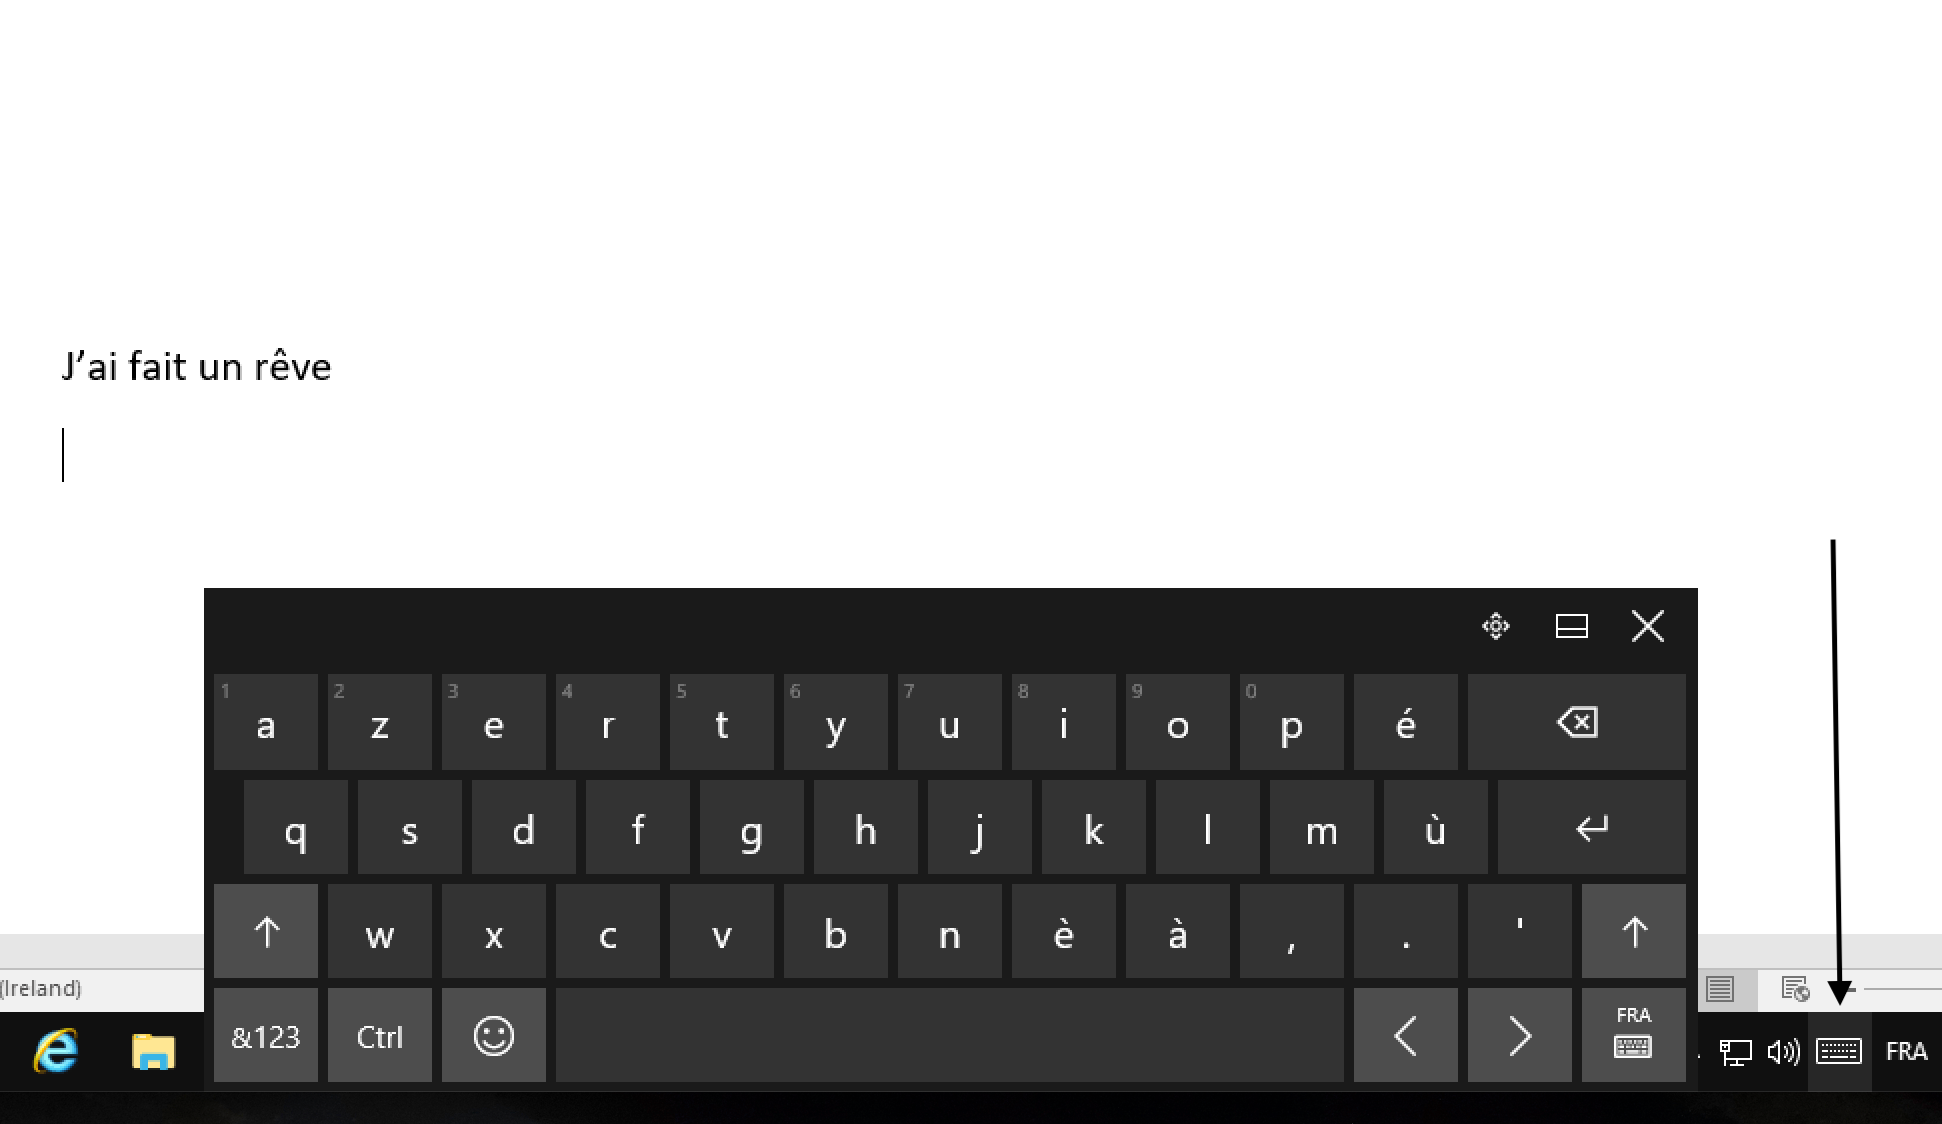 J’ai fait un rêve
1 2 3 4 5 6 7 8 9 0
a z e r t y u i o p é
q s d f g h j k l m ù
w x c v b n è à , . '
(Ireland)
&123 Ctrl FRA
FRA